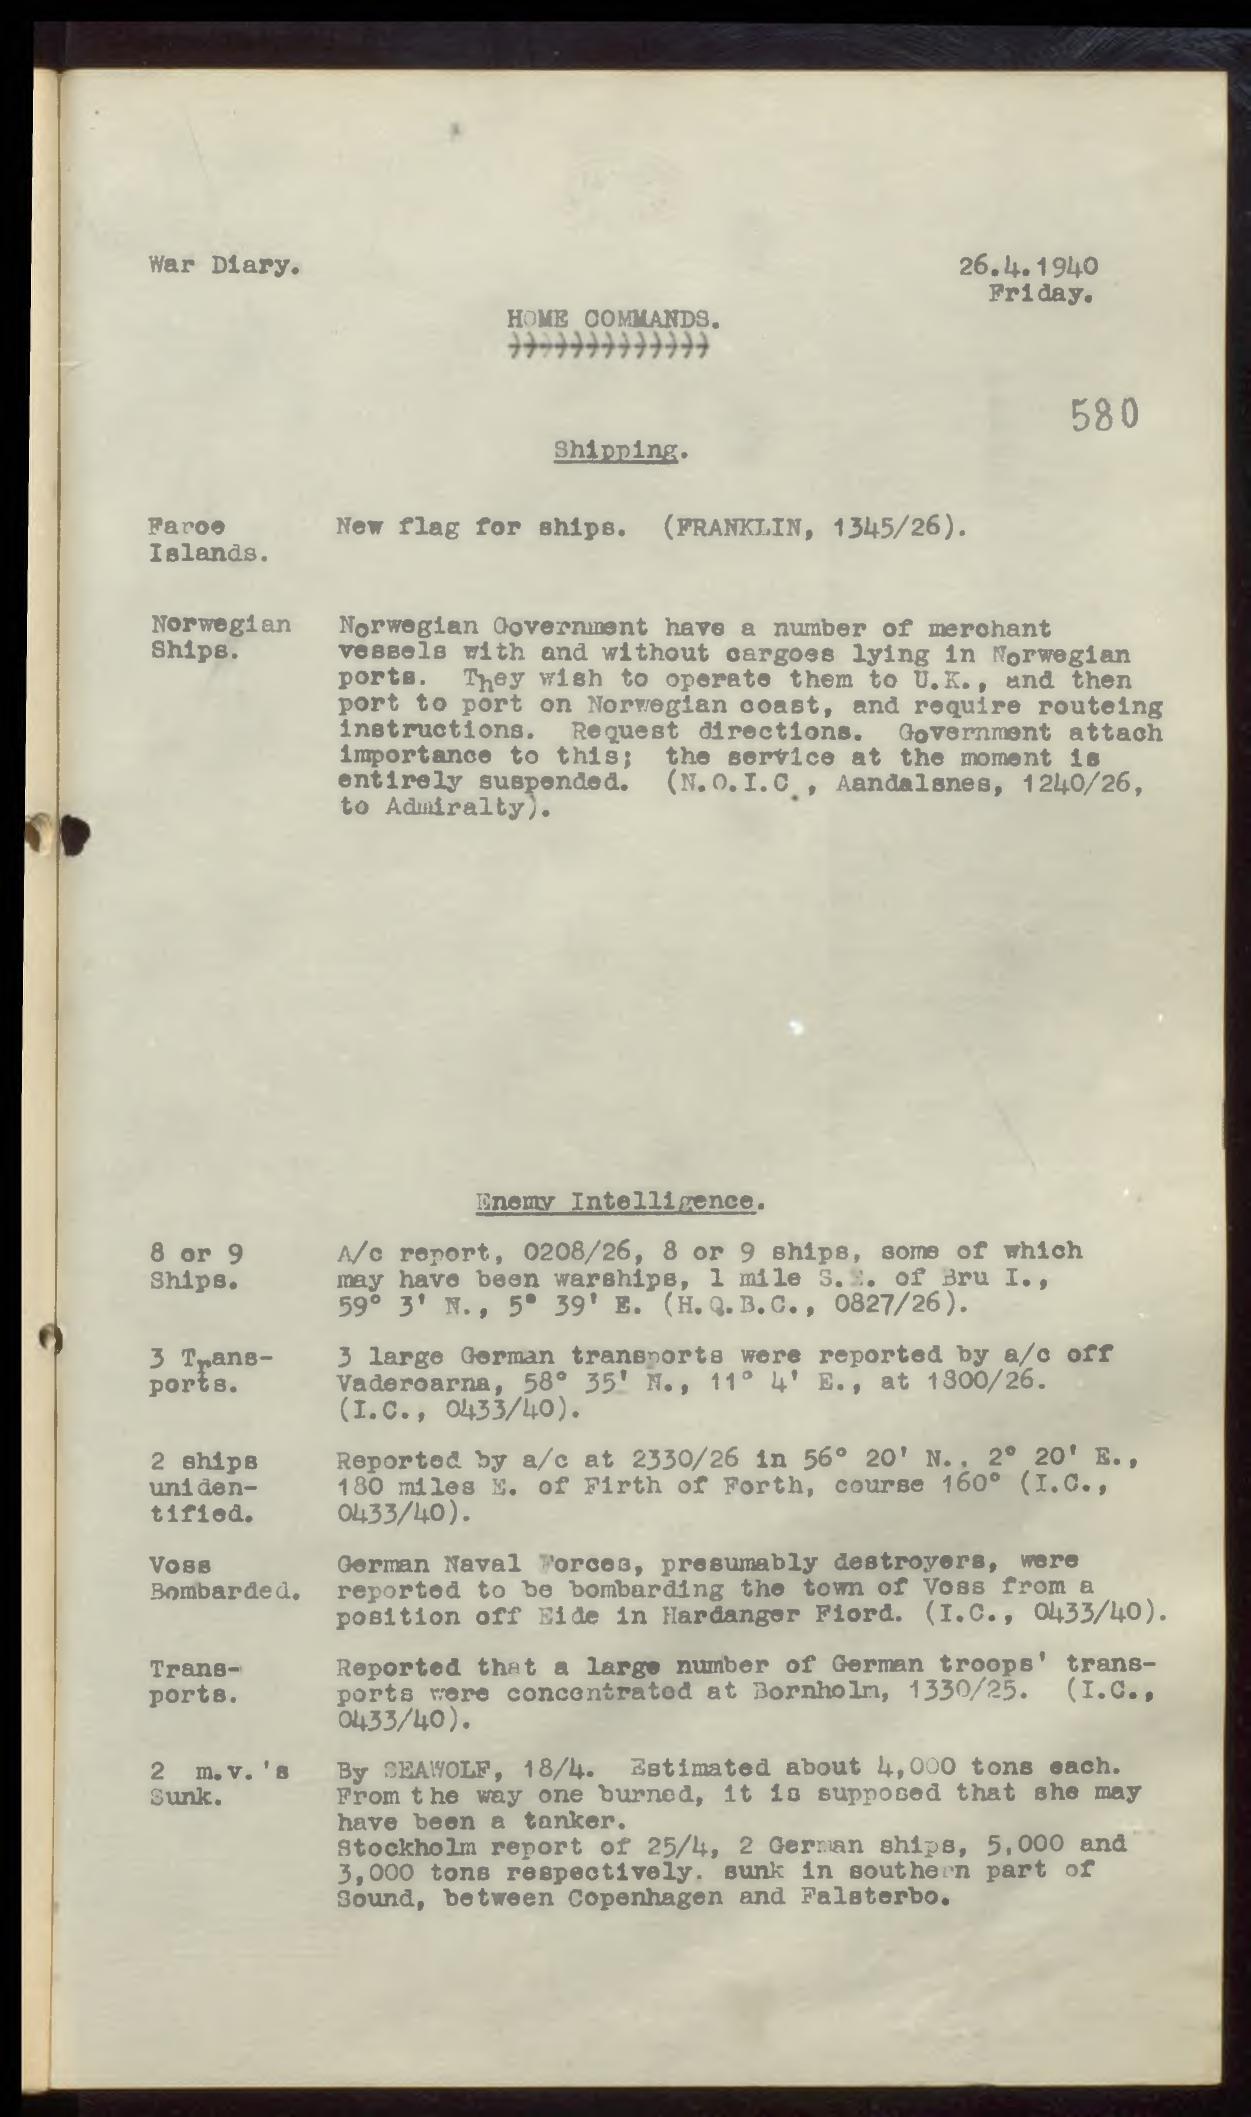 War Diary.
26.4.1940
Friday.
HOME COMMANDS.
580
Shipping.
Faroe
Islands.
New flag for ships. (FRANKLIN, 1345/26).
Norwegian
Ships.
Norwegian Government have a number of merchant
vessels with and without cargoes lying in Norwegian
ports. They wish to operate them to U.K., and then
port to port on Norwegian coast, and require routeing
instructions. Request directions. Government attach
importance to this; the service at the moment is
entirely suspended. (N.O.I.C., Aandalsnes, 1240/26,
to Admiralty).
Enemy Intelligence.
8 or 9
Ships.
A/c report, 0208/26, 8 or 9 ships, some of which
may have been warships, 1 mile S.E. of Bru I.,
59° 3' N., 5° 39' E. (H.Q.B.C., 0827/26).
3 Trans-
ports.
3 large German transports were reported by a/c off
Vaderoarna, 58° 35' N., 11° 4' E., at 1800/26.
(I.C., 0433/40).
2 ships
uniden-
tified.
Reported by a/c at 2330/26 in 56° 20' N., 2° 20' E.,
180 miles E. of Firth of Forth, course 160° (I.C.,
0433/40).
Voss
Bombarded.
German Naval Forces, presumably destroyers, were
reported to be bombarding the town of Voss from a
position off Eide in Hardanger Fiord. (I.C., 0433/40).
Trans-
ports.
Reported that a large number of German troops' trans-
ports were concentrated at Bornholm, 1330/25. (I.C.,
0433/40).
2 m.v.'s
Sunk.
By SEAWOLF, 18/4. Estimated about 4,000 tons each.
From the way one burned, it is supposed that she may
have been a tanker.
Stockholm report of 25/4, 2 German ships, 5,000 and
3,000 tons respectively. sunk in southern part of
Sound, between Copenhagen and Falsterbo.